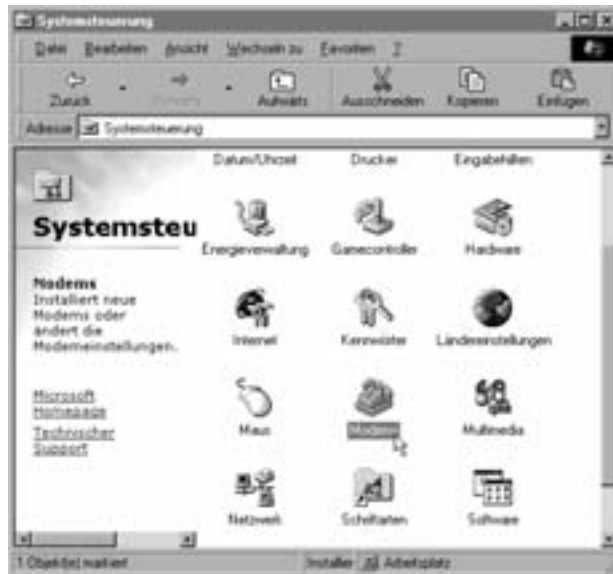 Systemsteuerung
Datei Bearbeiten Ansicht Wechseln zu Favoriten ?
Zurück Vorwärts Aufwärts Ausschneiden Kopieren Einfügen
Adresse Systemsteuerung
Datum/Uhrzeit Drucker Eingabehilfen
Systemsteu
Energieverwaltung Gamecontroller Hardware
Modems
Installiert neue
Modems oder
ändert die
Modemeinstellungen.
Internet Kennwörter Ländereinstellungen
Microsoft
Homepage
Technischer
Support
Maus Modems Multimedia
Netzwerk Schriftarten Software
1 Objekt(e) markiert Installier Arbeitsplatz